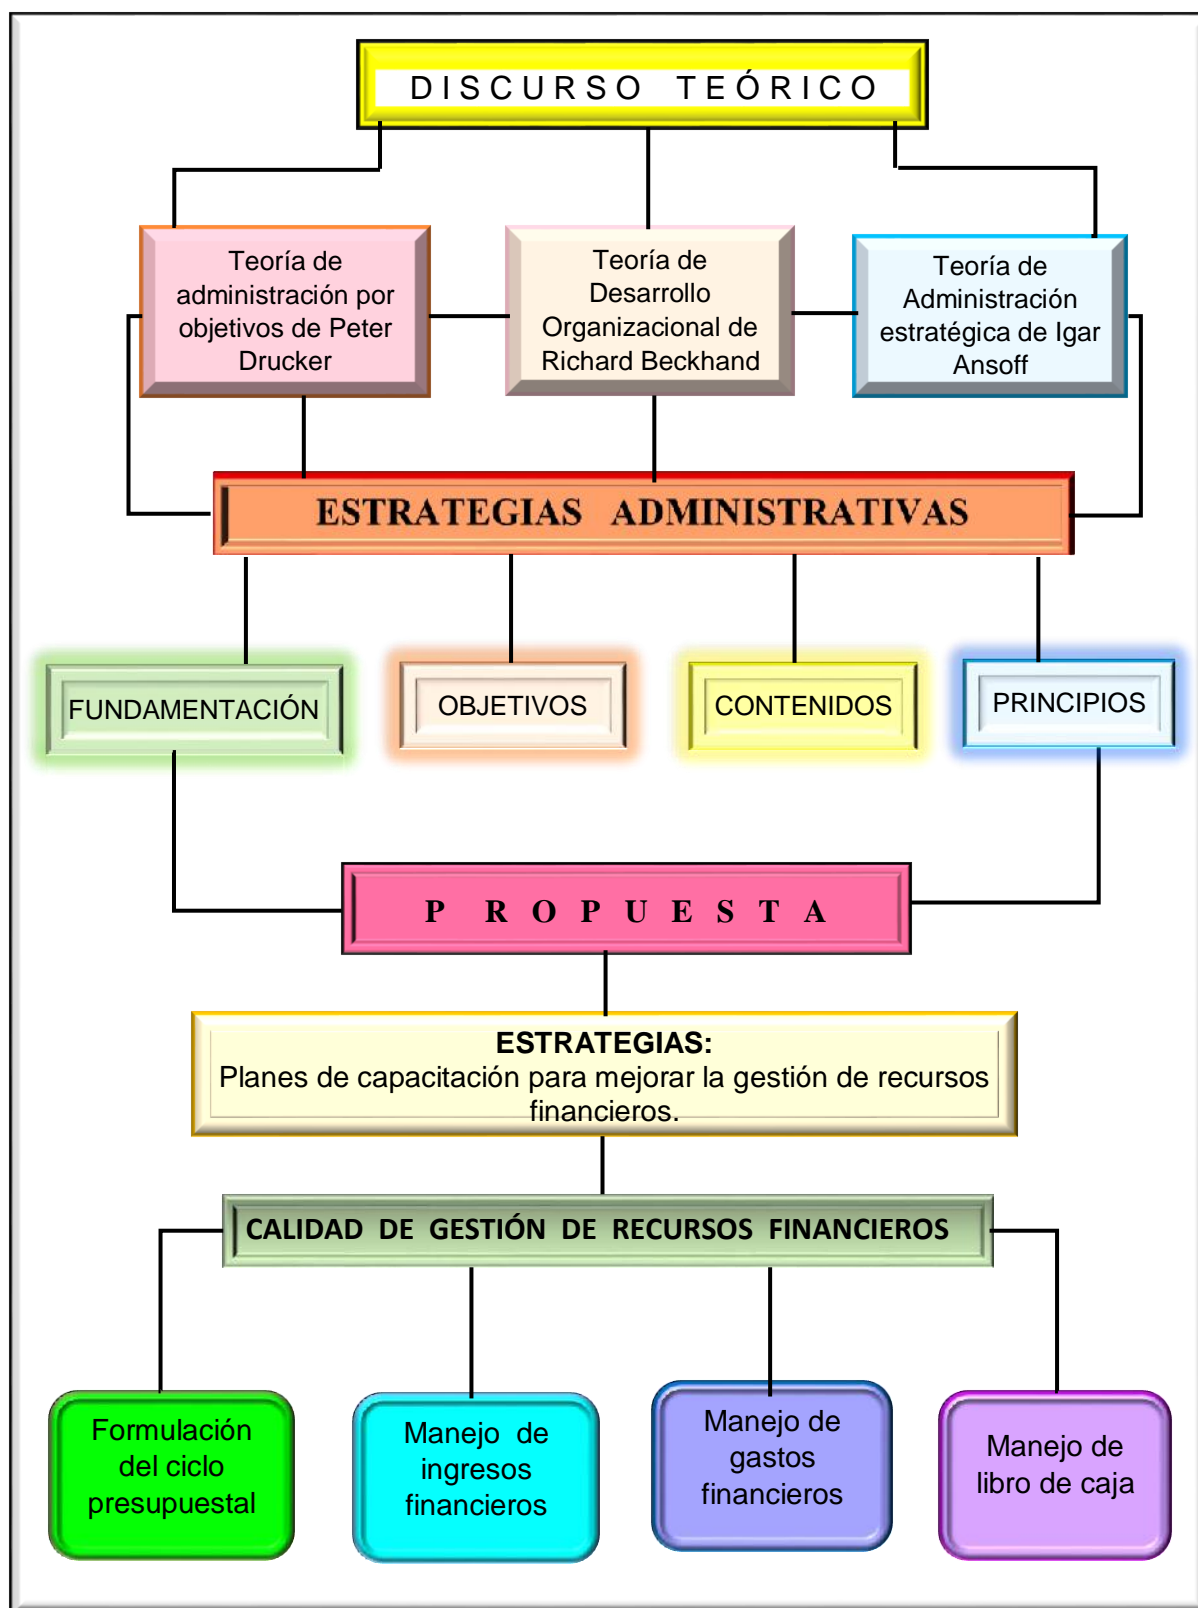 DISCURSO TEÓRICO
Teoría de
administración por
objetivos de Peter
Drucker
Teoría de
Desarrollo
Organizacional de
Richard Beckhand
Teoría de
Administración
estratégica de Igar
Ansoff
ESTRATEGIAS ADMINISTRATIVAS
FUNDAMENTACIÓN
OBJETIVOS
CONTENIDOS
PRINCIPIOS
P R O P U E S T A
ESTRATEGIAS:
Planes de capacitación para mejorar la gestión de recursos
financieros.
CALIDAD DE GESTIÓN DE RECURSOS FINANCIEROS
Formulación
del ciclo
presupuestal
Manejo de
ingresos
financieros
Manejo de
gastos
financieros
Manejo de
libro de caja